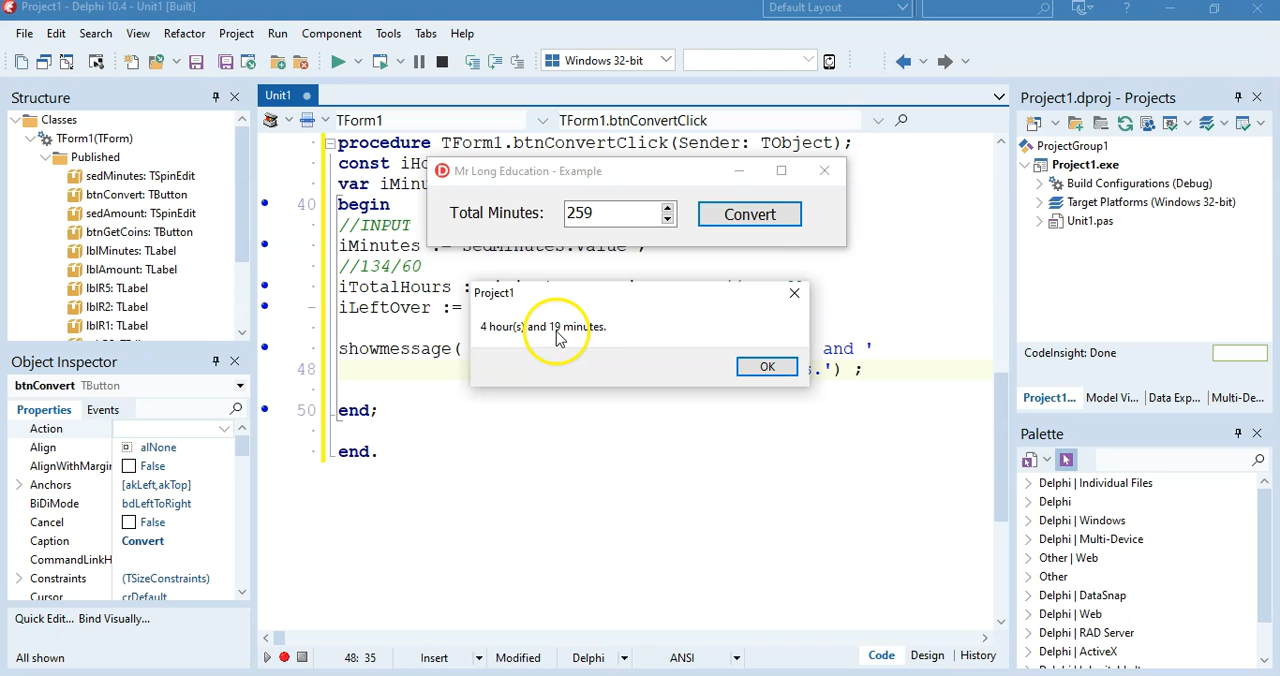 Project1 - Delphi 10.4 - Unit1 [Built]
Default Layout
File Edit Search View Refactor Project Run Component Tools Tabs Help
Windows 32-bit
Structure
Classes
TForm1(TForm)
Published
sedMinutes: TSpinEdit
btnConvert: TButton
sedAmount: TSpinEdit
btnGetCoins: TButton
lblMinutes: TLabel
lblAmount: TLabel
lblR5: TLabel
lblR2: TLabel
lblR1: TLabel
Object Inspector
btnConvert TButton
Properties Events
Action
Align alNone
AlignWithMargin False
Anchors [akLeft,akTop]
BiDiMode bdLeftToRight
Cancel False
Caption Convert
CommandLinkH
Constraints (TSizeConstraints)
Cursor crDefault
Quick Edit... Bind Visually...
All shown
Unit1
TForm1 TForm1.btnConvertClick
procedure TForm1.btnConvertClick(Sender: TObject);
const
var
40 begin
//INPUT
iMinutes := sedMinutes.Value ;
//134/60
iTotalHours
iLeftOver :=
showmessage( and '
48 .') ;
50 end;
end.
Mr Long Education - Example
Total Minutes: 259 Convert
Project1
4 hour(s) and 19 minutes.
OK
48: 35 Insert Modified Delphi ANSI Code Design History
Project1.dproj - Projects
ProjectGroup1
Project1.exe
Build Configurations (Debug)
Target Platforms (Windows 32-bit)
Unit1.pas
CodeInsight: Done
Project1... Model Vi... Data Exp... Multi-De...
Palette
Delphi | Individual Files
Delphi
Delphi | Windows
Delphi | Multi-Device
Other | Web
Other
Delphi | DataSnap
Delphi | Web
Delphi | RAD Server
Delphi | ActiveX